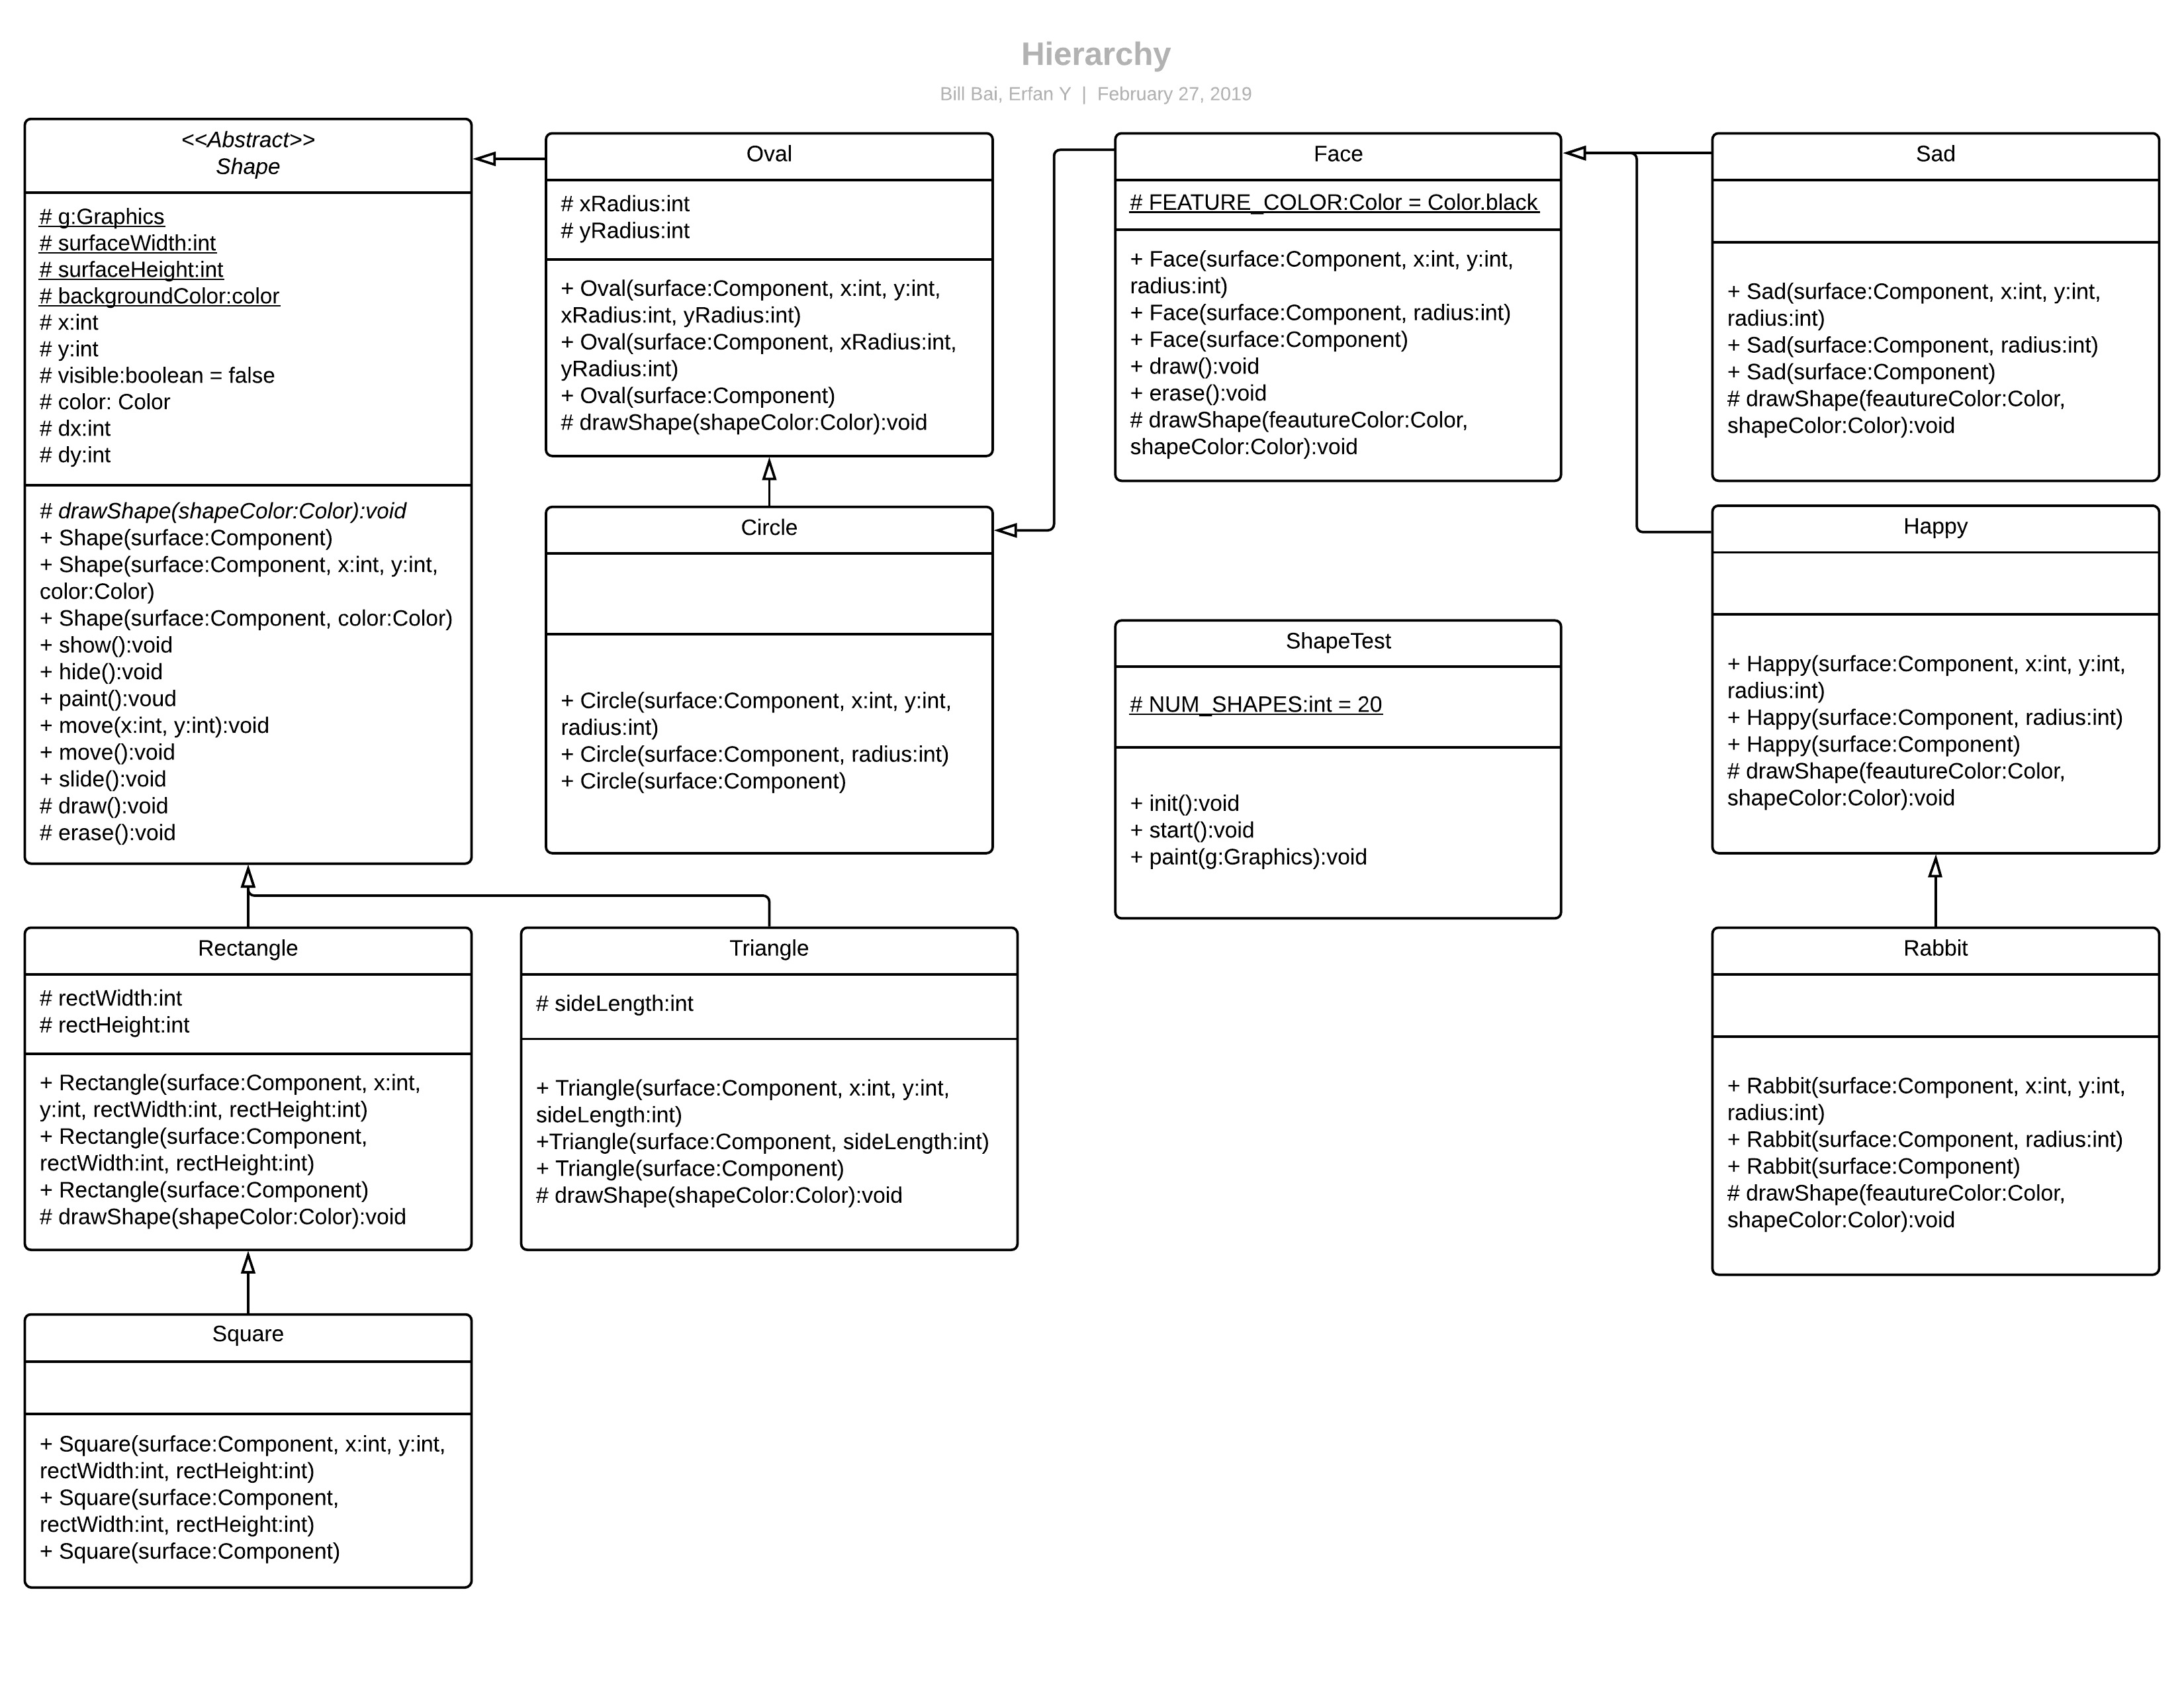 Hierarchy
Bill Bai, Erfan Y | February 27, 2019
<<Abstract>>
Shape
# g:Graphics
# surfaceWidth:int
# surfaceHeight:int
# backgroundColor:color
# x:int
# y:int
# visible:boolean = false
# color: Color
# dx:int
# dy:int
# drawShape(shapeColor:Color):void
+ Shape(surface:Component)
+ Shape(surface:Component, x:int, y:int,
color:Color)
+ Shape(surface:Component, color:Color)
+ show():void
+ hide():void
+ paint():voud
+ move(x:int, y:int):void
+ move():void
+ slide():void
# draw():void
# erase():void
Oval
# xRadius:int
# yRadius:int
+ Oval(surface:Component, x:int, y:int,
xRadius:int, yRadius:int)
+ Oval(surface:Component, xRadius:int,
yRadius:int)
+ Oval(surface:Component)
# drawShape(shapeColor:Color):void
Circle
+ Circle(surface:Component, x:int, y:int,
radius:int)
+ Circle(surface:Component, radius:int)
+ Circle(surface:Component)
Face
# FEATURE_COLOR:Color = Color.black
+ Face(surface:Component, x:int, y:int,
radius:int)
+ Face(surface:Component, radius:int)
+ Face(surface:Component)
+ draw():void
+ erase():void
# drawShape(feautureColor:Color,
shapeColor:Color):void
ShapeTest
# NUM_SHAPES:int = 20
+ init():void
+ start():void
+ paint(g:Graphics):void
Sad
+ Sad(surface:Component, x:int, y:int,
radius:int)
+ Sad(surface:Component, radius:int)
+ Sad(surface:Component)
# drawShape(feautureColor:Color,
shapeColor:Color):void
Happy
+ Happy(surface:Component, x:int, y:int,
radius:int)
+ Happy(surface:Component, radius:int)
+ Happy(surface:Component)
# drawShape(feautureColor:Color,
shapeColor:Color):void
Rectangle
# rectWidth:int
# rectHeight:int
+ Rectangle(surface:Component, x:int,
y:int, rectWidth:int, rectHeight:int)
+ Rectangle(surface:Component,
rectWidth:int, rectHeight:int)
+ Rectangle(surface:Component)
# drawShape(shapeColor:Color):void
Triangle
# sideLength:int
+ Triangle(surface:Component, x:int, y:int,
sideLength:int)
+Triangle(surface:Component, sideLength:int)
+ Triangle(surface:Component)
# drawShape(shapeColor:Color):void
Rabbit
+ Rabbit(surface:Component, x:int, y:int,
radius:int)
+ Rabbit(surface:Component, radius:int)
+ Rabbit(surface:Component)
# drawShape(feautureColor:Color,
shapeColor:Color):void
Square
+ Square(surface:Component, x:int, y:int,
rectWidth:int, rectHeight:int)
+ Square(surface:Component,
rectWidth:int, rectHeight:int)
+ Square(surface:Component)